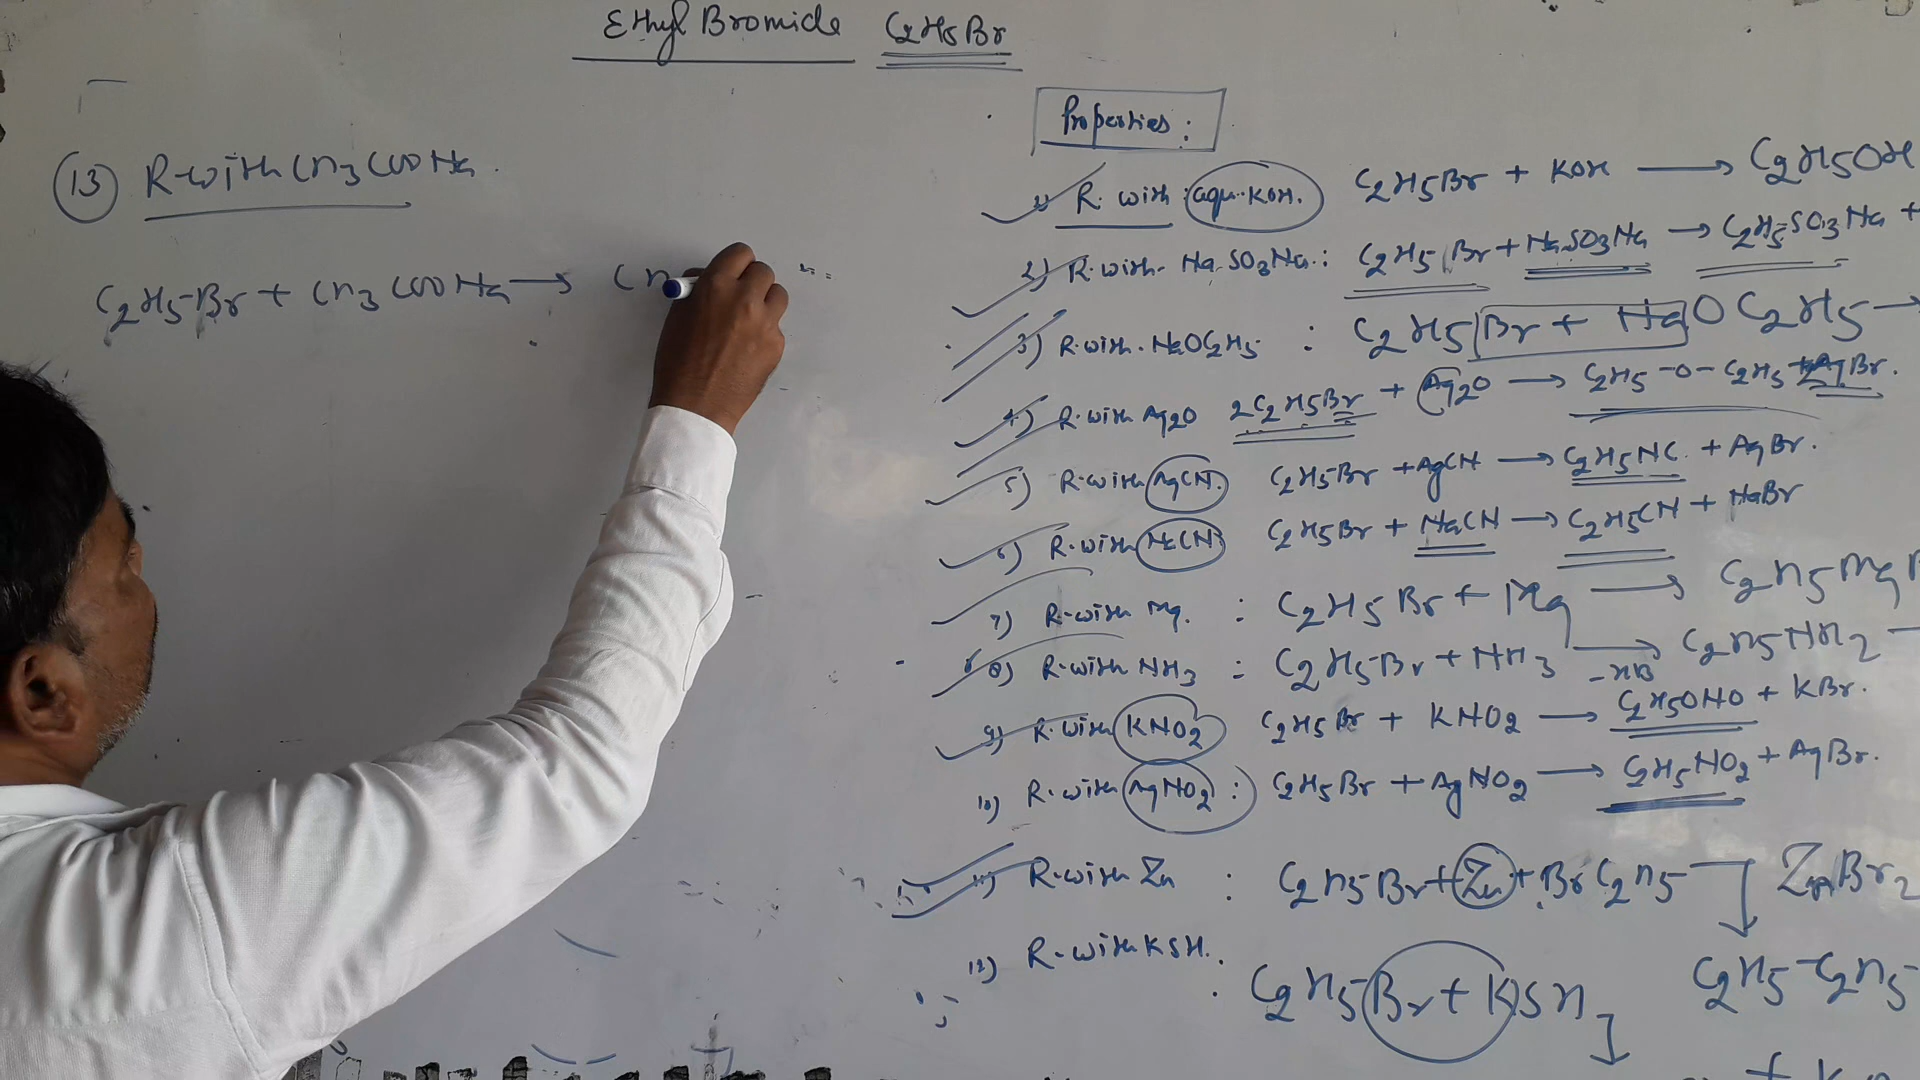 Ethyl Bromide C2H5Br
13) R-with CH3COONa.
C2H5-Br + CH3COONa → CH
Properties:
1) R. with : aqu. KOH. C2H5Br + KOH → C2H5OH
2) R. with- Na.SO3Na. : C2H5 Br + NaSO3Na → C2H5-SO3Na +
3) R. with. NaOC2H5 : C2H5 Br + NaOC2H5 →
4) R. with Ag2O 2C2H5Br + Ag2O → C2H5-O-C2H5 + 2AgBr.
5) R. with AgCN. C2H5Br + AgCN → C2H5NC. + AgBr.
6) R. with NaCN: C2H5Br + NaCN → C2H5CN + NaBr
7) R. with Mg. : C2H5Br + Mg → C2H5Mg
8) R. with NH3 : C2H5-Br + NH3 → C2H5NH2 →
9) R. with KNO2 C2H5Br + KNO2 → C2H5ONO + KBr.
10) R. with AgNO2 : C2H5Br + AgNO2 → C2H5NO2 + AgBr.
11) R. with Zn : C2H5Br + Zn + BrC2H5 ZnBr2
C2H5-C2H5
12) R. with KSH. : C2H5Br + KSH